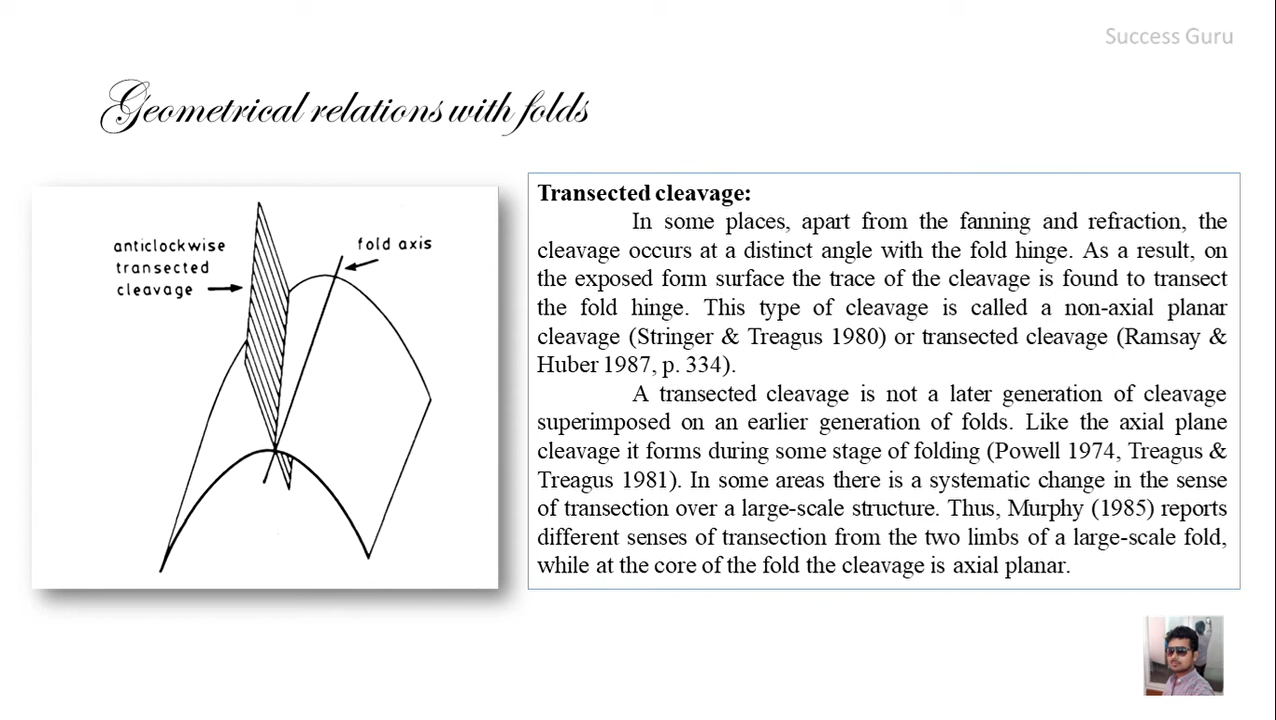 Success Guru
Geometrical relations with folds
anticlockwise
transected
cleavage
fold axis
Transected cleavage:
In some places, apart from the fanning and refraction, the
cleavage occurs at a distinct angle with the fold hinge. As a result, on
the exposed form surface the trace of the cleavage is found to transect
the fold hinge. This type of cleavage is called a non-axial planar
cleavage (Stringer & Treagus 1980) or transected cleavage (Ramsay &
Huber 1987, p. 334).
A transected cleavage is not a later generation of cleavage
superimposed on an earlier generation of folds. Like the axial plane
cleavage it forms during some stage of folding (Powell 1974, Treagus &
Treagus 1981). In some areas there is a systematic change in the sense
of transection over a large-scale structure. Thus, Murphy (1985) reports
different senses of transection from the two limbs of a large-scale fold,
while at the core of the fold the cleavage is axial planar.